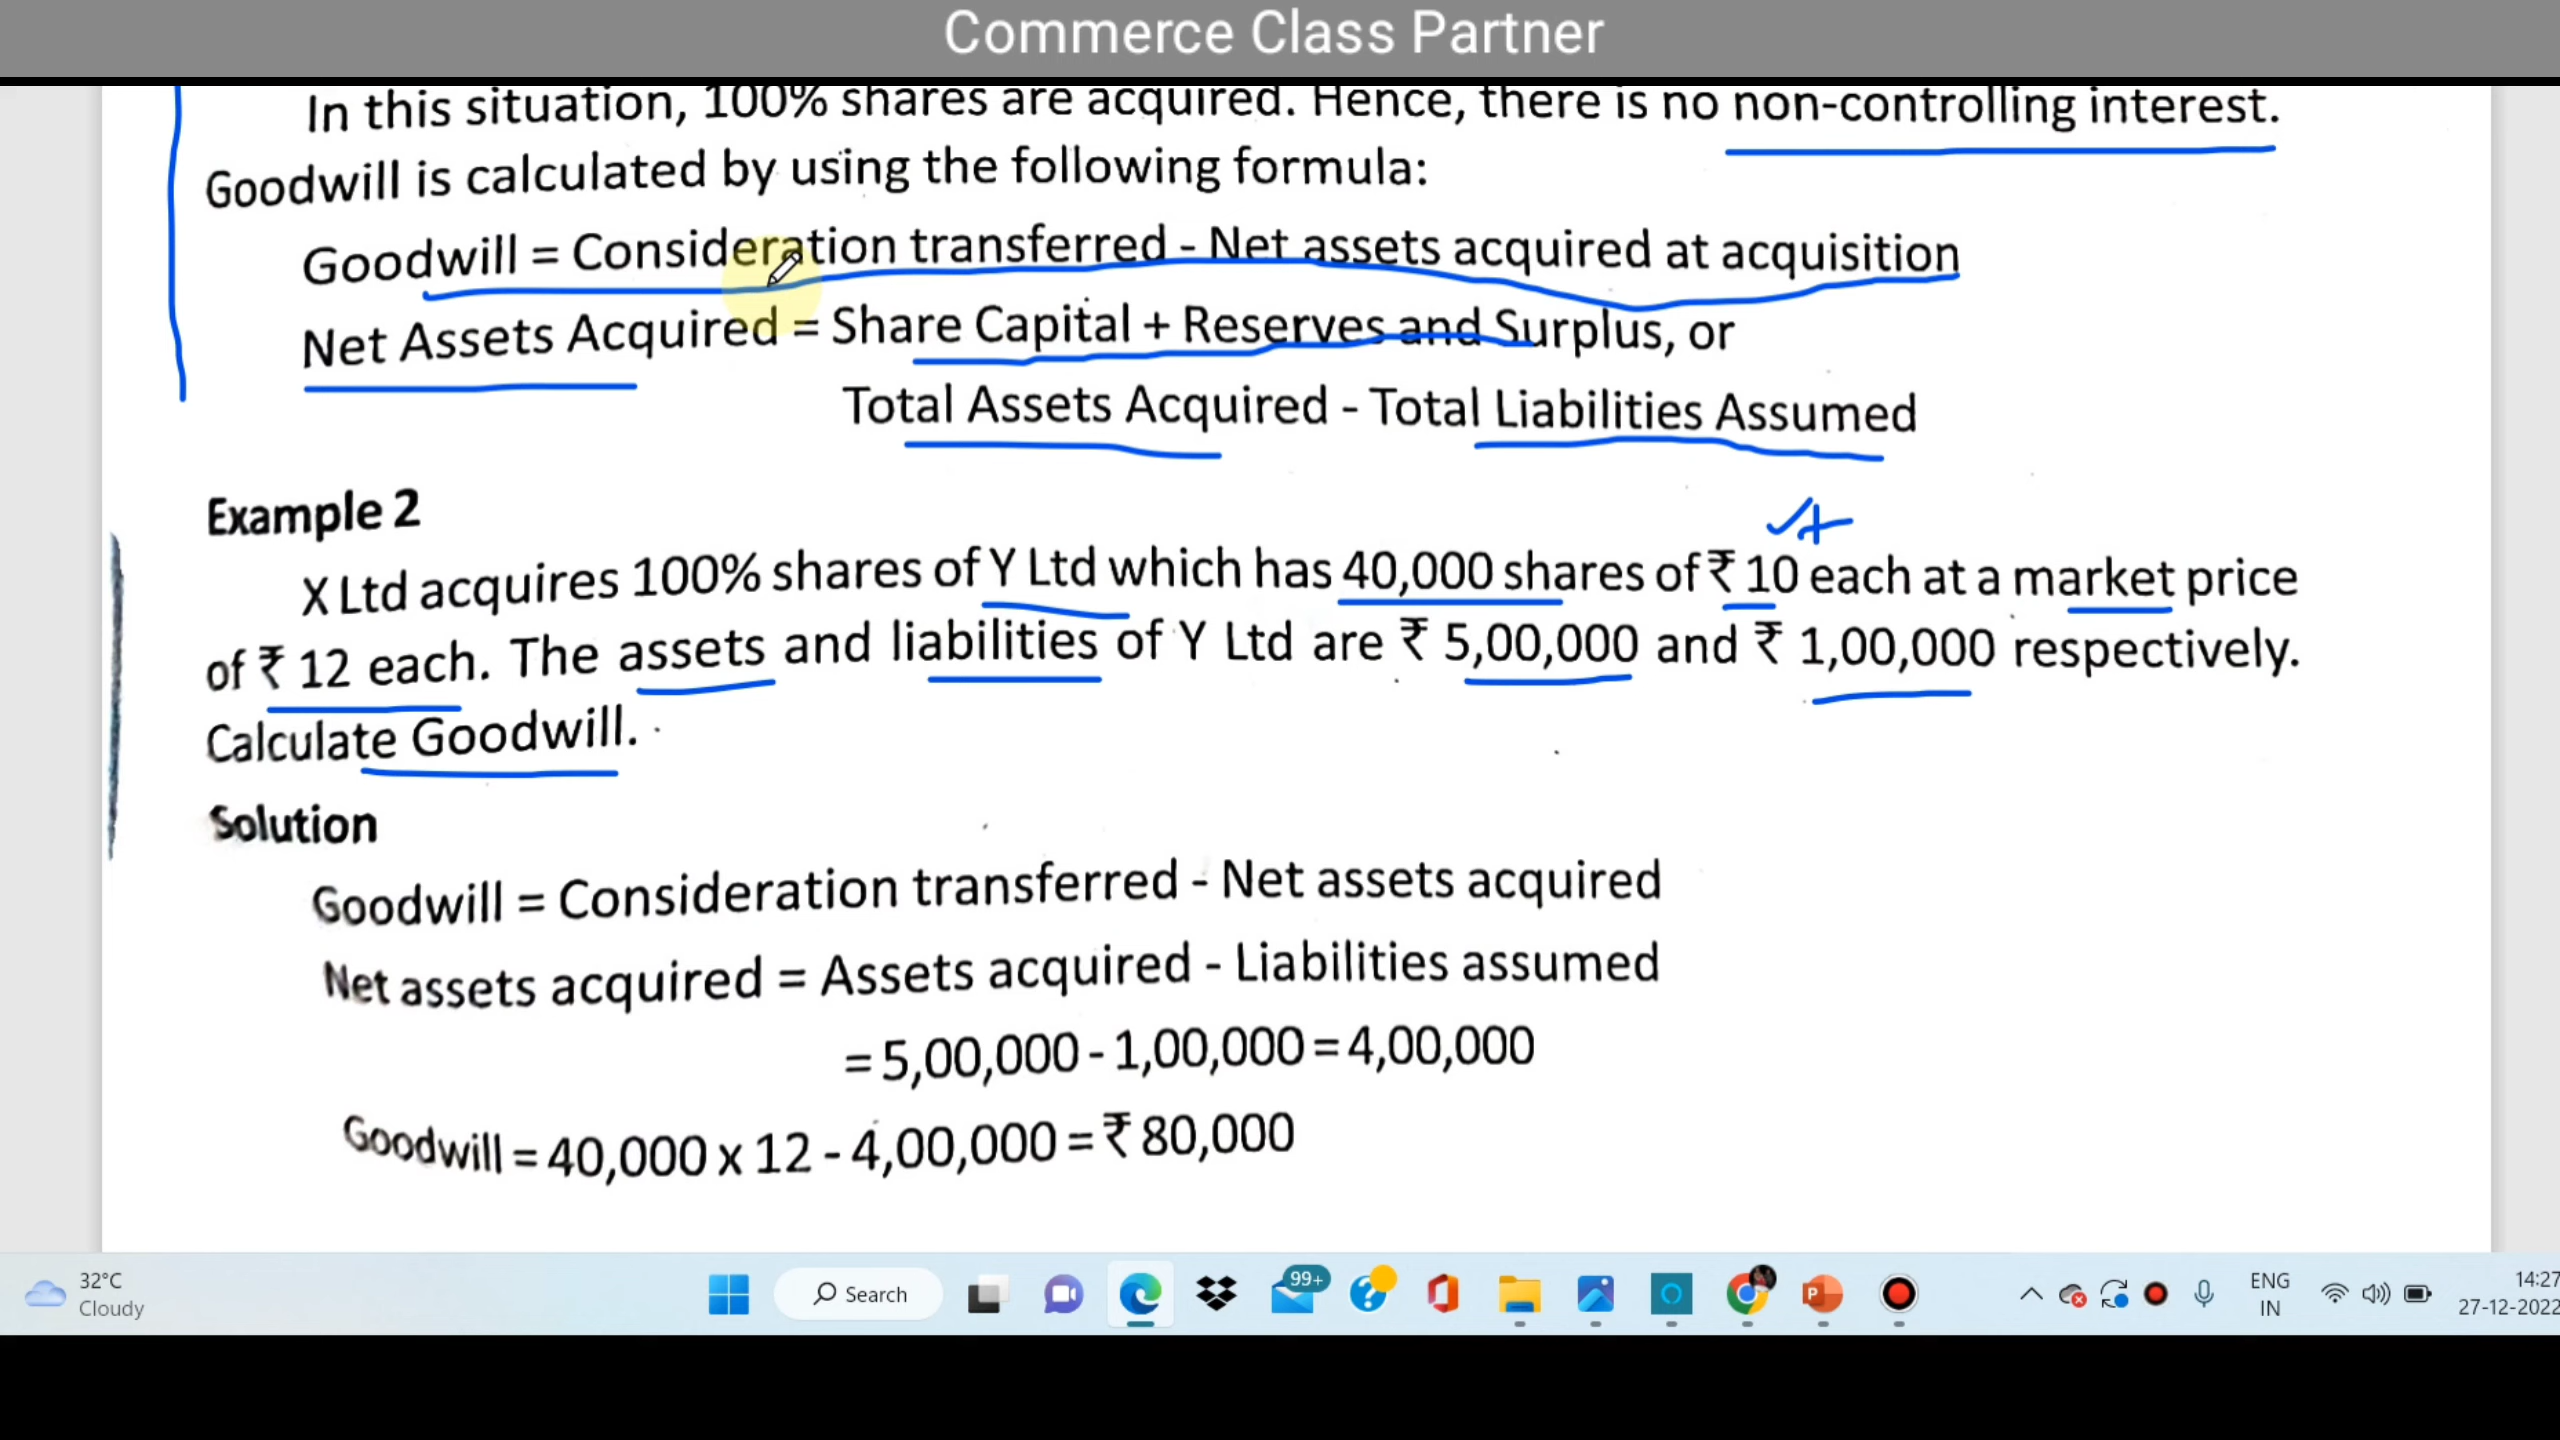 Commerce Class Partner
In this situation, 100% shares are acquired. Hence, there is no non-controlling interest.
Goodwill is calculated by using the following formula:
Goodwill = Consideration transferred - Net assets acquired at acquisition
Net Assets Acquired = Share Capital + Reserves and Surplus, or
Total Assets Acquired - Total Liabilities Assumed
Example 2
X Ltd acquires 100% shares of Y Ltd which has 40,000 shares of ₹ 10 each at a market price
of ₹ 12 each. The assets and liabilities of Y Ltd are ₹ 5,00,000 and ₹ 1,00,000 respectively.
Calculate Goodwill.
Solution
Goodwill = Consideration transferred - Net assets acquired
Net assets acquired = Assets acquired - Liabilities assumed
= 5,00,000 - 1,00,000 = 4,00,000
Goodwill = 40,000 x 12 - 4,00,000 = ₹ 80,000
32°C
Cloudy
Search
99+
ENG
IN
14:27
27-12-2022